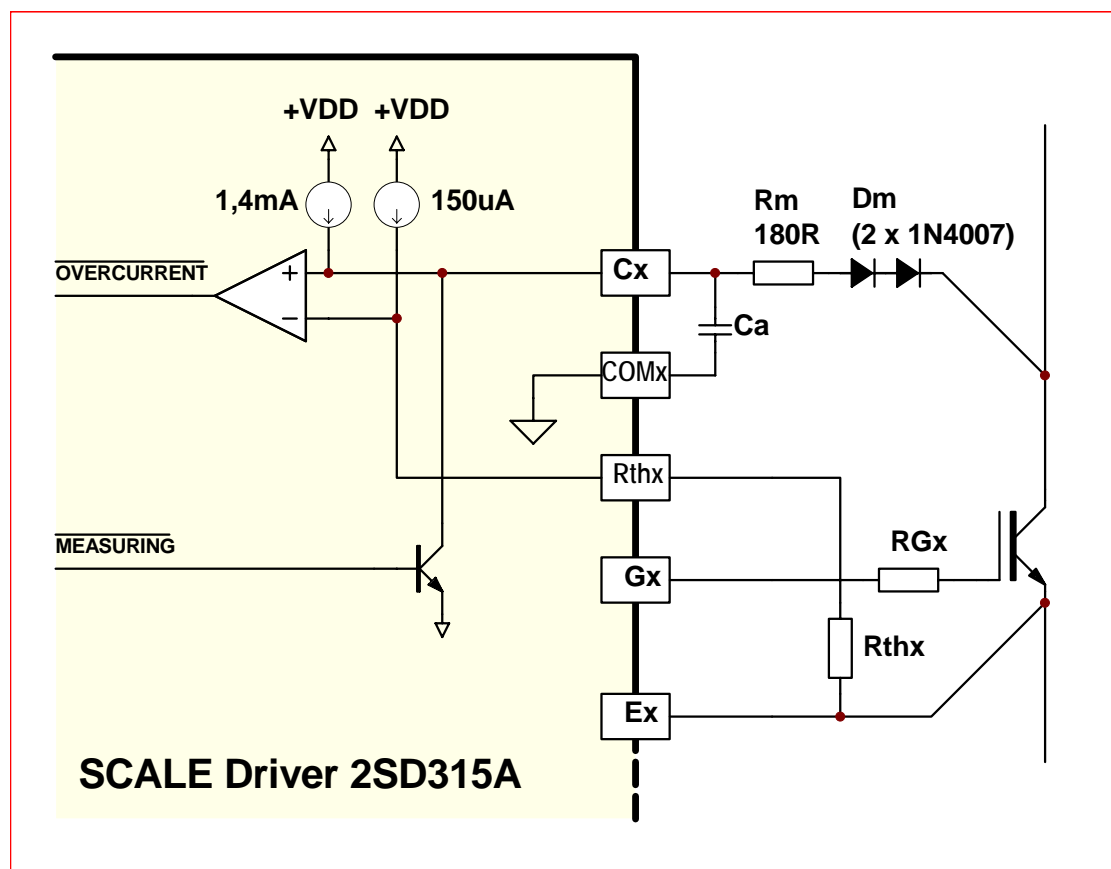 +VDD +VDD
1,4mA
150uA
Rm
180R
Dm
(2 x 1N4007)
OVERCURRENT
+
−
Cx
Ca
COMx
Rthx
MEASURING
RGx
Gx
Rthx
Ex
SCALE Driver 2SD315A